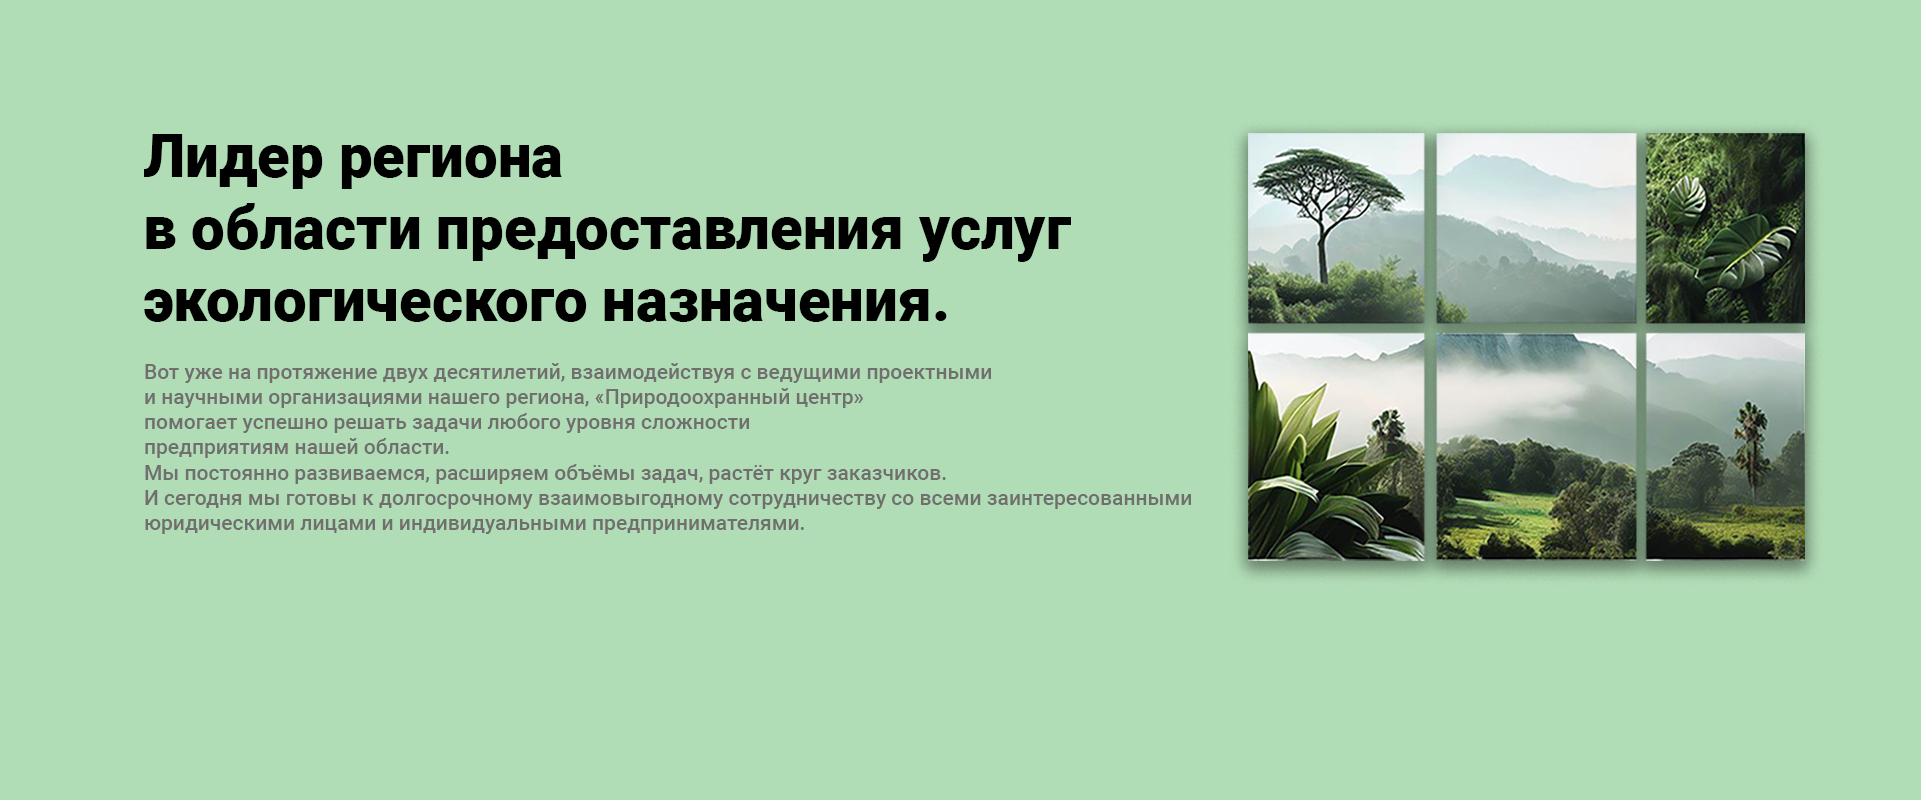 Лидер региона
в области предоставления услуг
экологического назначения.
Вот уже на протяжение двух десятилетий, взаимодействуя с ведущими проектными
и научными организациями нашего региона, «Природоохранный центр»
помогает успешно решать задачи любого уровня сложности
предприятиям нашей области.
Мы постоянно развиваемся, расширяем объёмы задач, растёт круг заказчиков.
И сегодня мы готовы к долгосрочному взаимовыгодному сотрудничеству со всеми заинтересованными
юридическими лицами и индивидуальными предпринимателями.